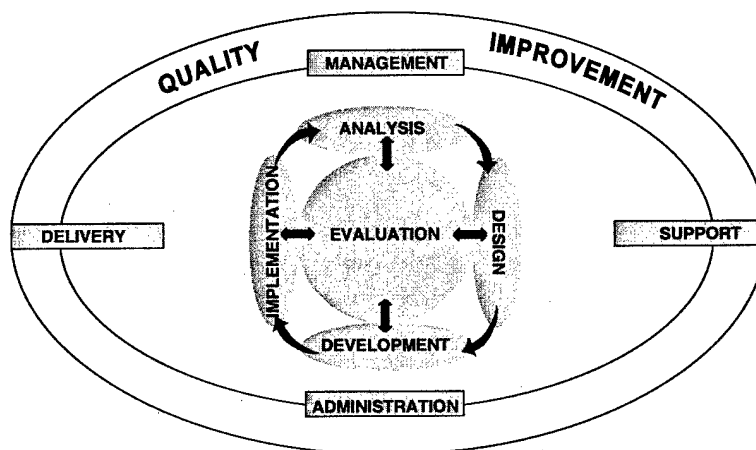 QUALITY IMPROVEMENT
MANAGEMENT
ANALYSIS
IMPLEMENTATION
EVALUATION
DESIGN
DELIVERY
SUPPORT
DEVELOPMENT
ADMINISTRATION